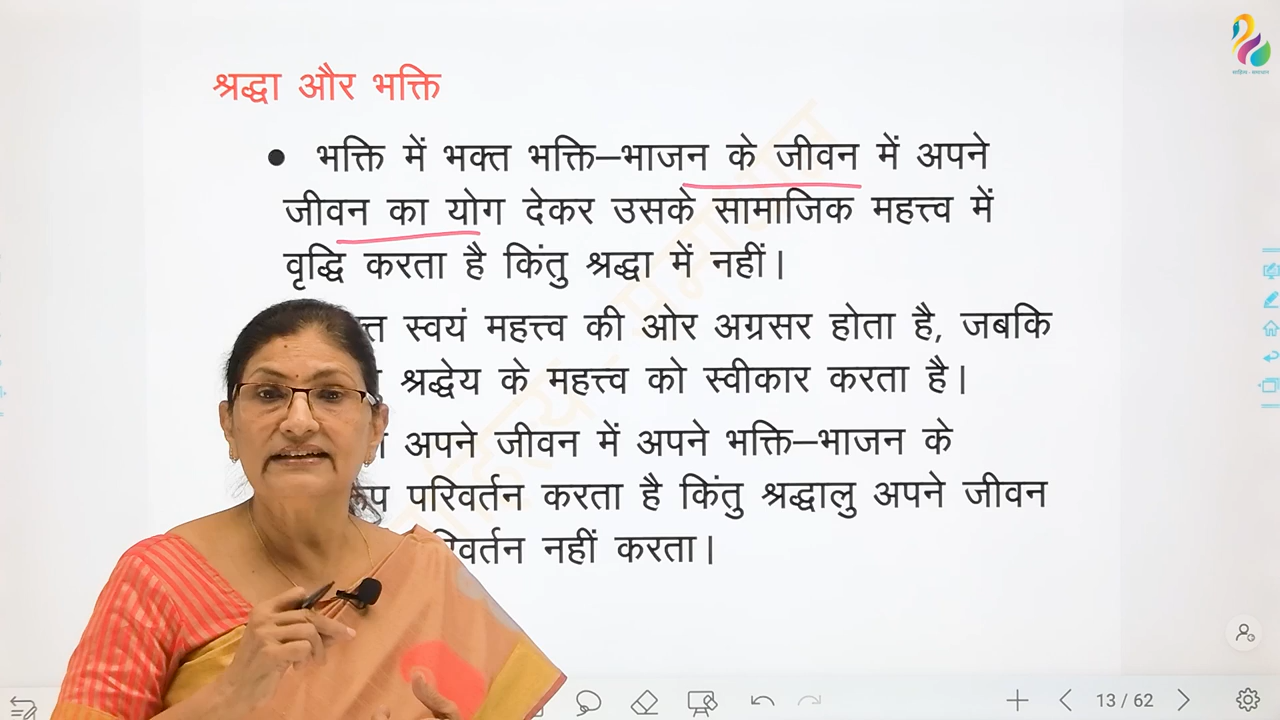 श्रद्धा और भक्ति
• भक्ति में भक्त भक्ति–भाजन के जीवन में अपने
जीवन का योग देकर उसके सामाजिक महत्त्व में
वृद्धि करता है किंतु श्रद्धा में नहीं।
स्वयं महत्त्व की ओर अग्रसर होता है, जबकि
श्रद्धेय के महत्त्व को स्वीकार करता है।
अपने जीवन में अपने भक्ति–भाजन के
परिवर्तन करता है किंतु श्रद्धालु अपने जीवन
नहीं करता।
13 / 62